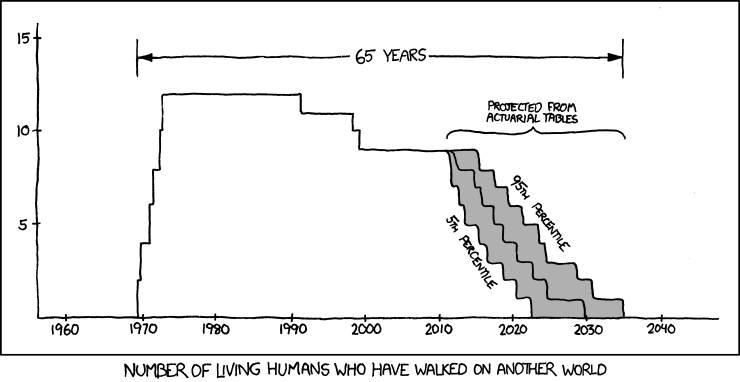 15
65 YEARS
PROJECTED FROM
ACTUARIAL TABLES
10
95TH PERCENTILE
5TH PERCENTILE
5
1960 1970 1980 1990 2000 2010 2020 2030 2040
NUMBER OF LIVING HUMANS WHO HAVE WALKED ON ANOTHER WORLD